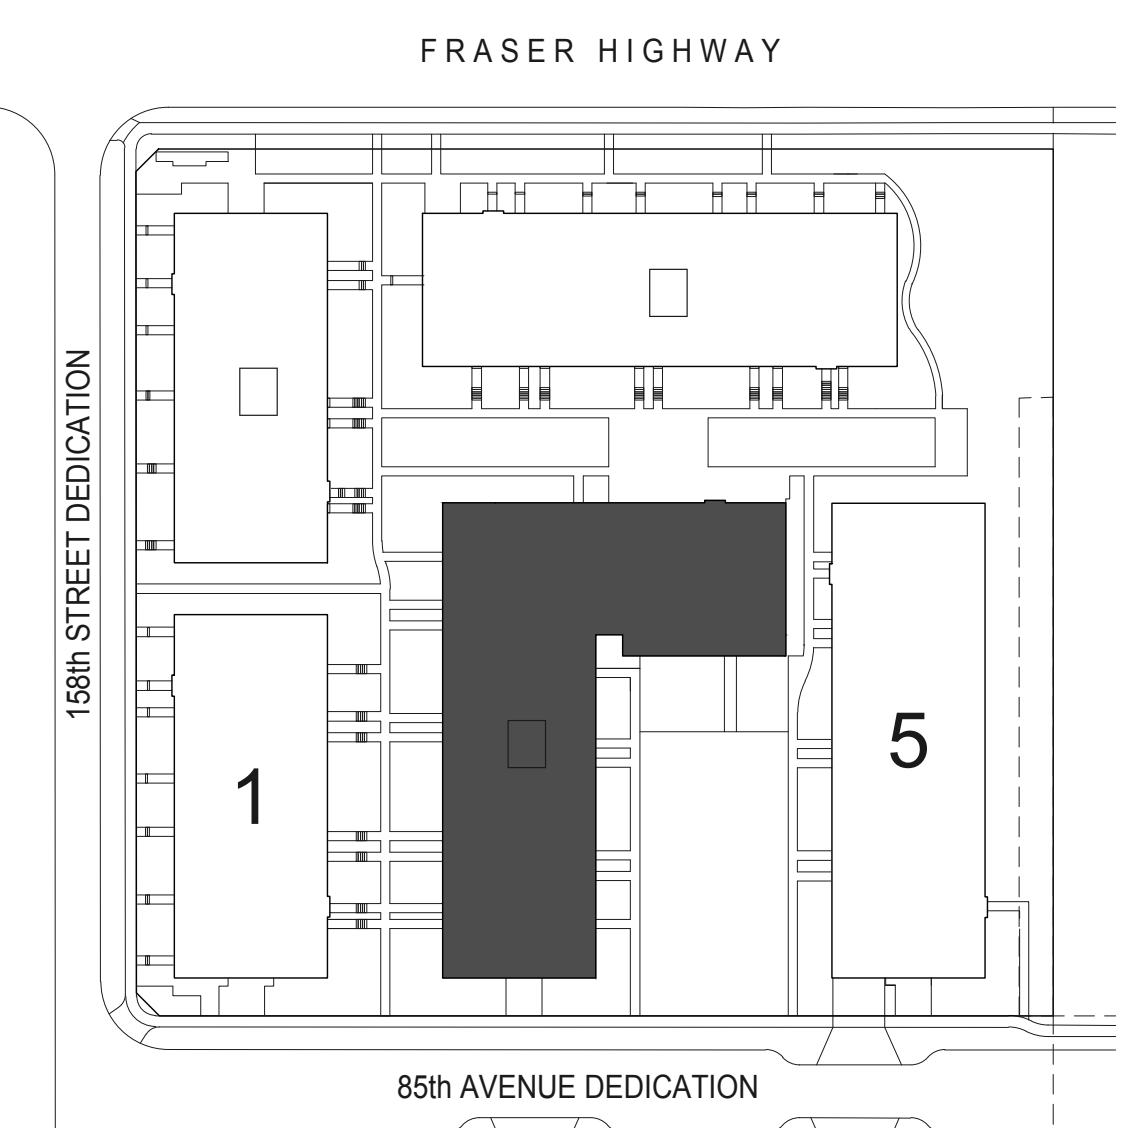 FRASER HIGHWAY
158th STREET DEDICATION
5
1
85th AVENUE DEDICATION